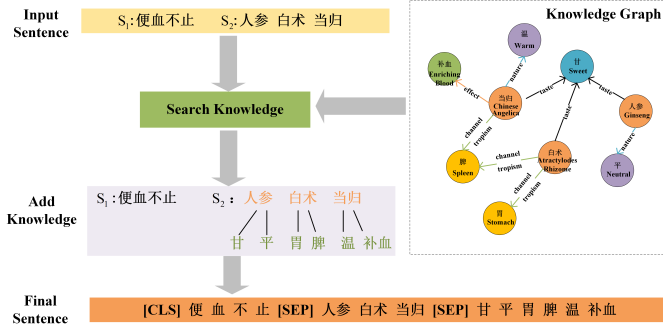 Input
Sentence
S1:便血不止 S2:人参 白术 当归
Search Knowledge
Add
Knowledge
S1:便血不止 S2:人参 白术 当归
甘 平 胃 脾 温 补血
Final
Sentence
[CLS] 便 血 不 止 [SEP] 人参 白术 当归 [SEP] 甘 平 胃 脾 温 补血
Knowledge Graph
温
Warm
补血
Enriching
Blood
甘
Sweet
nature
effect
当归
Chinese
Angelica
taste
taste
taste
人参
Ginseng
channel
tropism
nature
脾
Spleen
channel
tropism
白术
Atractylodes
Rhizome
平
Neutral
channel
tropism
胃
Stomach